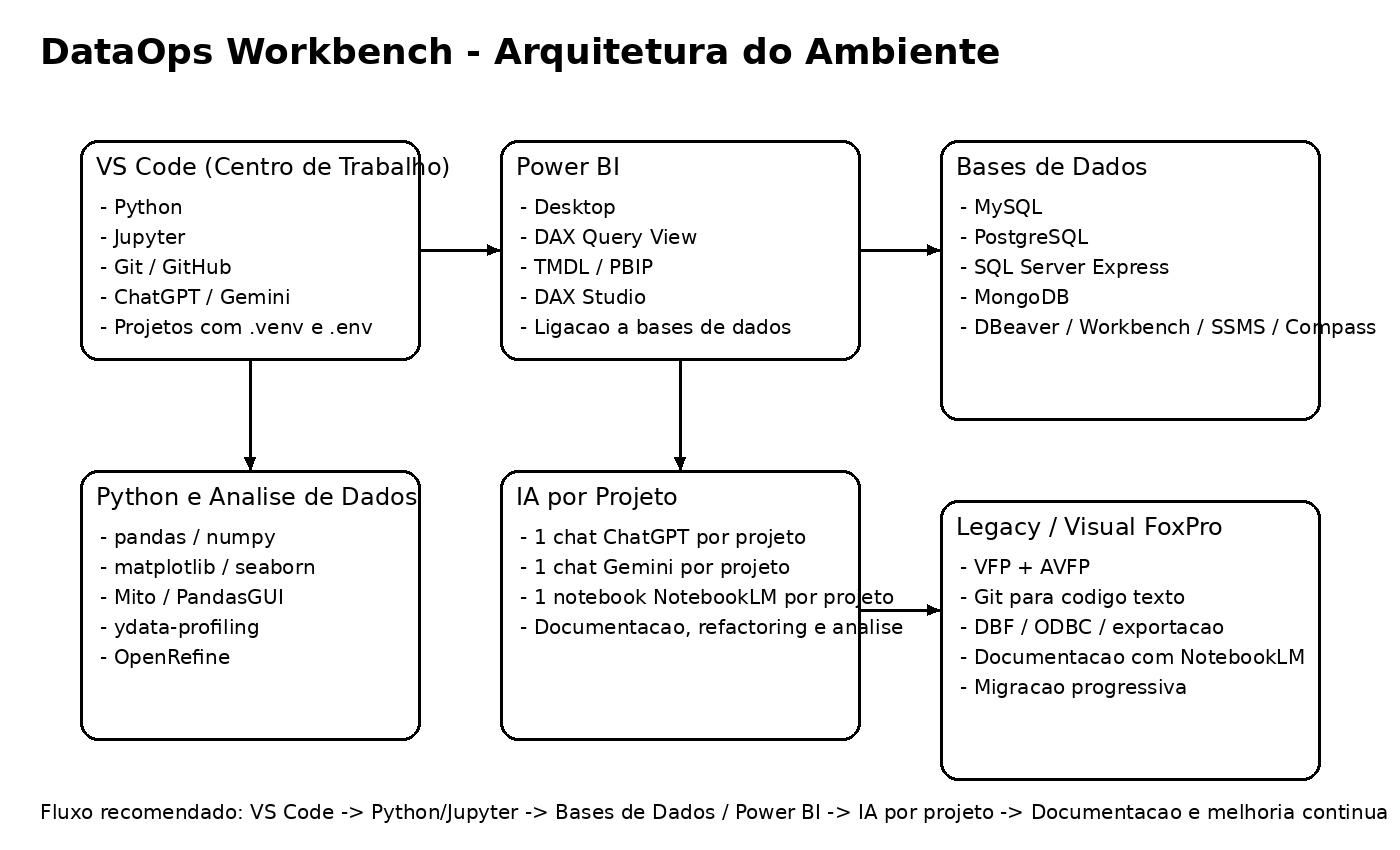 DataOps Workbench - Arquitetura do Ambiente
VS Code (Centro de Trabalho)
- Python
- Jupyter
- Git / GitHub
- ChatGPT / Gemini
- Projetos com .venv e .env
Power BI
- Desktop
- DAX Query View
- TMDL / PBIP
- DAX Studio
- Ligacao a bases de dados
Bases de Dados
- MySQL
- PostgreSQL
- SQL Server Express
- MongoDB
- DBeaver / Workbench / SSMS / Compass
Python e Analise de Dados
- pandas / numpy
- matplotlib / seaborn
- Mito / PandasGUI
- ydata-profiling
- OpenRefine
IA por Projeto
- 1 chat ChatGPT por projeto
- 1 chat Gemini por projeto
- 1 notebook NotebookLM por projeto
- Documentacao, refactoring e analise
Legacy / Visual FoxPro
- VFP + AVFP
- Git para codigo texto
- DBF / ODBC / exportacao
- Documentacao com NotebookLM
- Migracao progressiva
Fluxo recomendado: VS Code -> Python/Jupyter -> Bases de Dados / Power BI -> IA por projeto -> Documentacao e melhoria continua